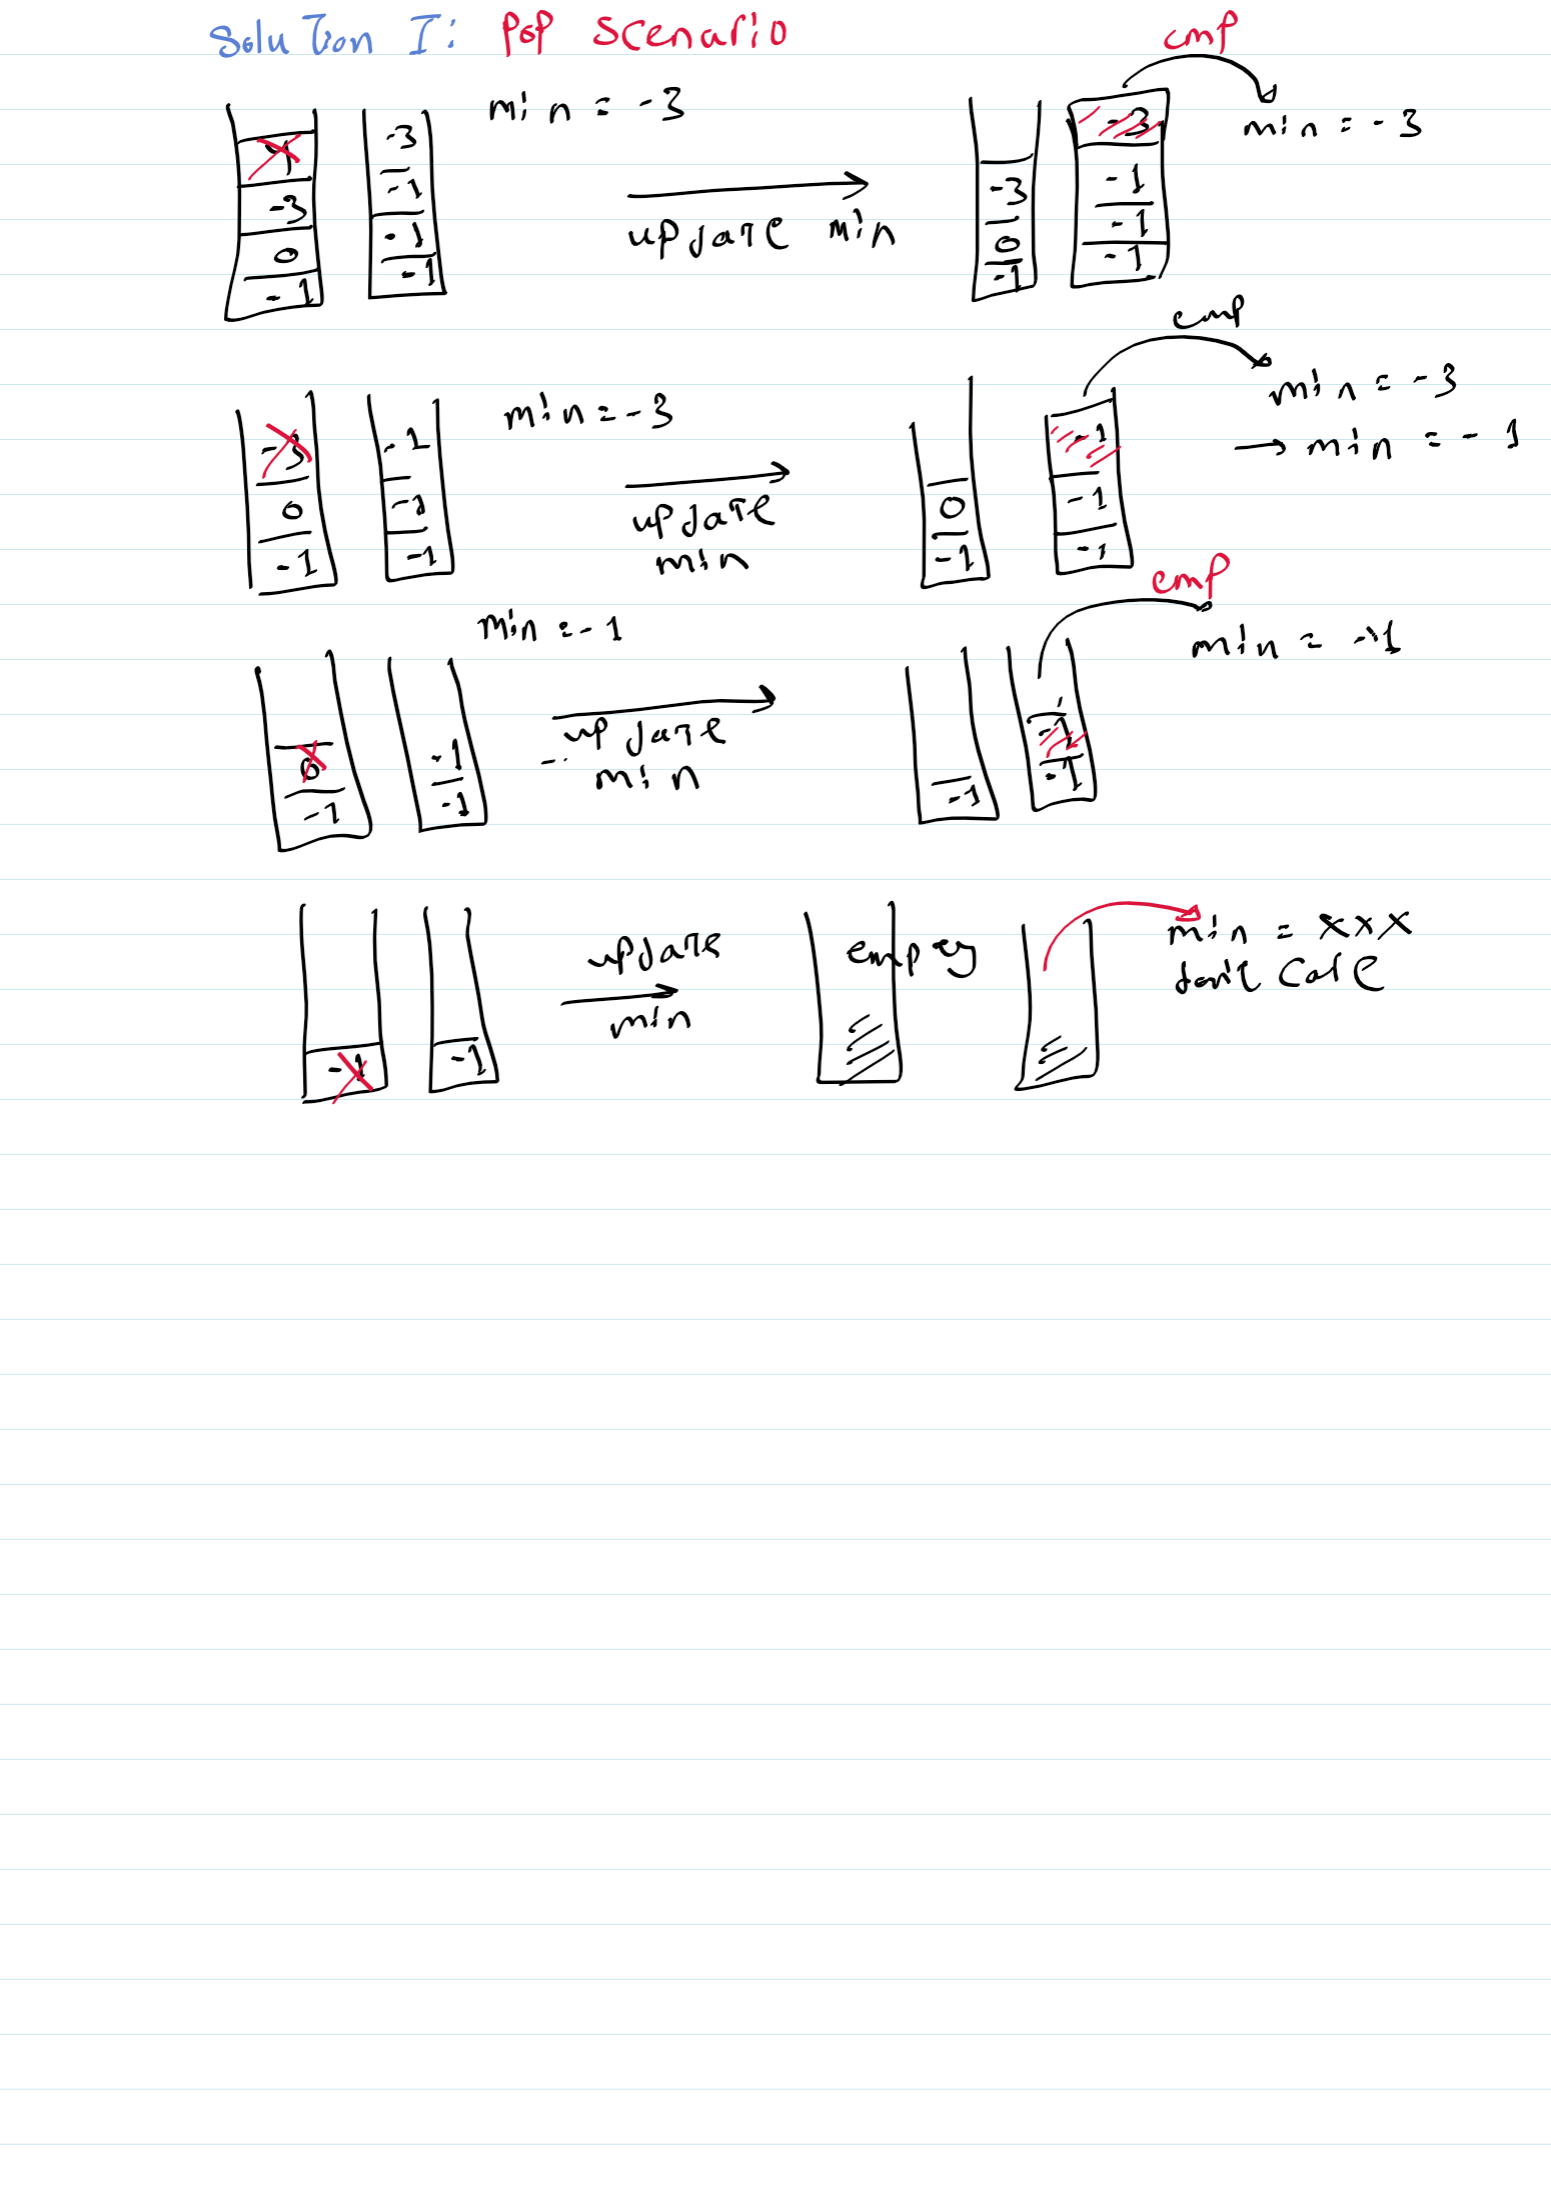 Solution I: Pop Scenario
cmp
min = -3
min = -3
-3
-3
-3
-1
-1
0
-1
-1
-1
-1
update min
-3
0
-1
-1
-1
-1
cmp
min = -3
min = -3
→ min = -1
-3
0
-1
-1
-1
-1
update
min
0
-1
-1
-1
-1
cmp
min = -1
min = -1
0
-1
-1
-1
update
min
-1
-1
-1
min = xxx
don't care
update
min
empty
-1
-1